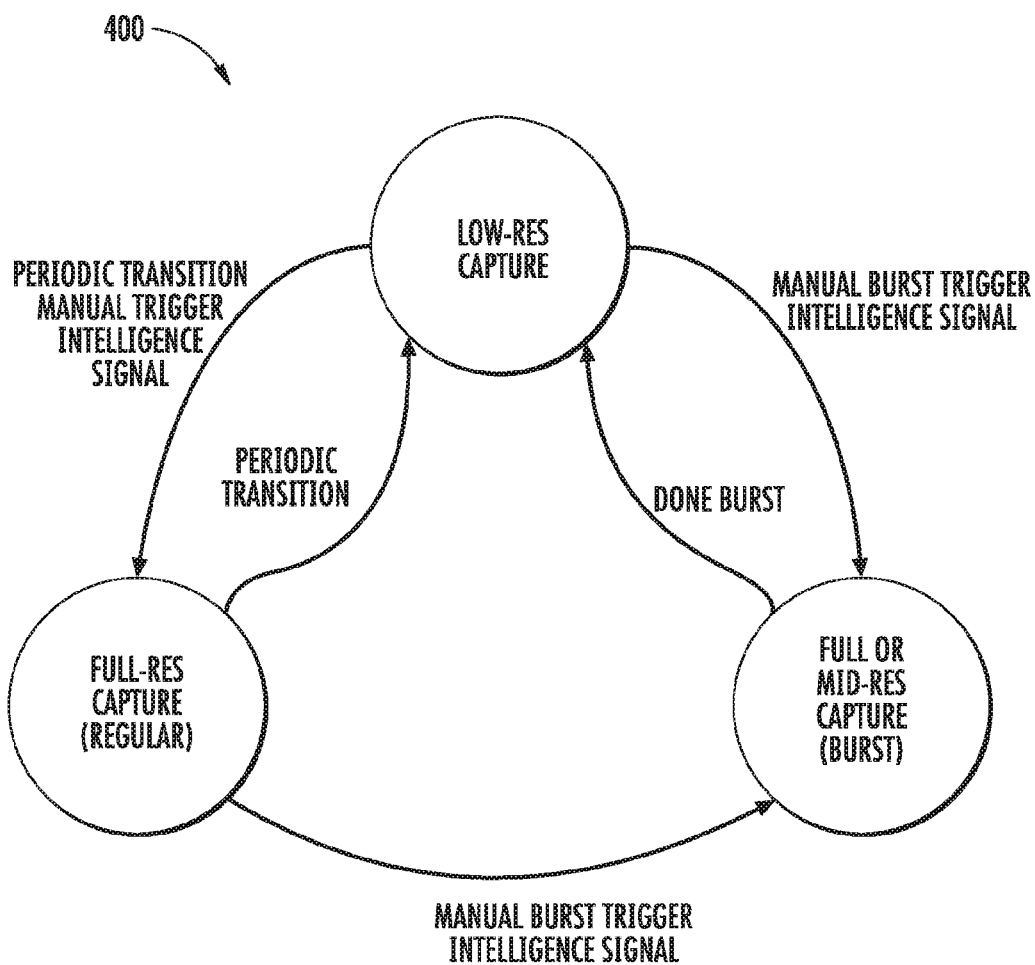 400
LOW-RES
CAPTURE
PERIODIC TRANSITION
MANUAL TRIGGER
INTELLIGENCE
SIGNAL
MANUAL BURST TRIGGER
INTELLIGENCE SIGNAL
PERIODIC
TRANSITION
DONE BURST
FULL-RES
CAPTURE
(REGULAR)
FULL OR
MID-RES
CAPTURE
(BURST)
MANUAL BURST TRIGGER
INTELLIGENCE SIGNAL